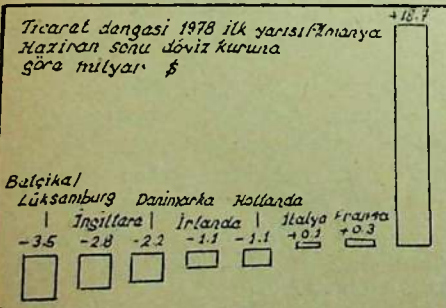 Ticaret dengasi 1978 ilk yarısı/Almanya
Haziran sonu döviz kuruna
göre milyar $
+18.7
Belçika/
Lüksemburg Danimarka Hollanda
İngiltere İrlanda İtalya Fransa
-3.5 -2.8 -2.2 -1.1 -1.1 +0.1 +0.3